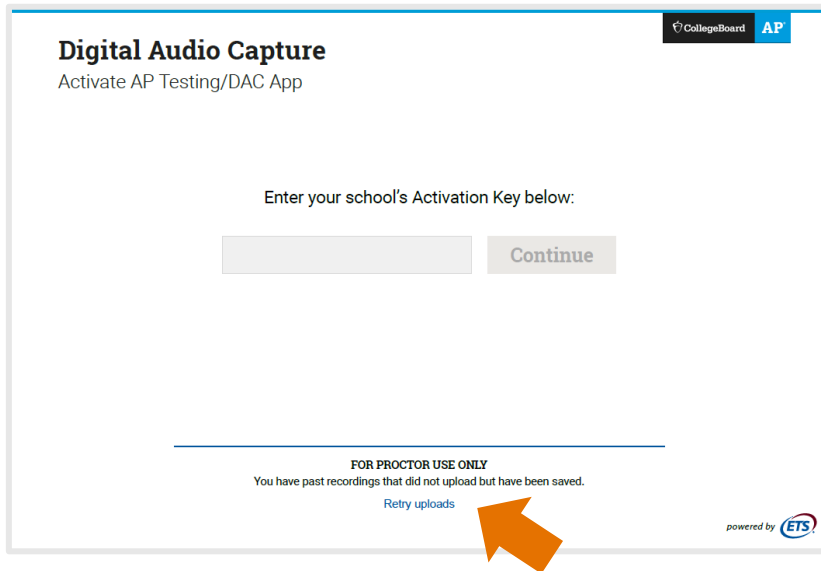 CollegeBoard AP
Digital Audio Capture
Activate AP Testing/DAC App
Enter your school's Activation Key below:
Continue
FOR PROCTOR USE ONLY
You have past recordings that did not upload but have been saved.
Retry uploads
powered by ETS